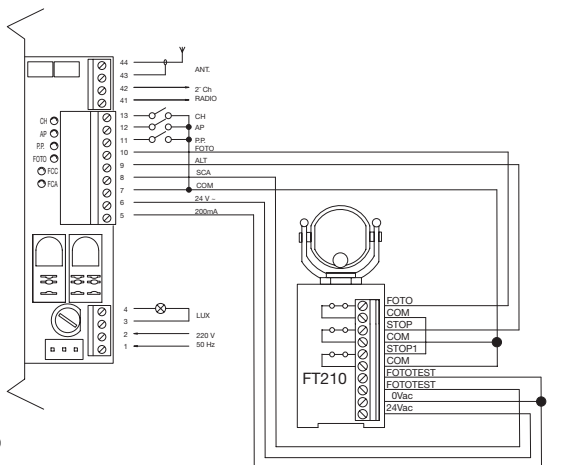 44
43
ANT.
42
2˚ Ch
41
RADIO
13
CH
12
AP
11
P.P.
10
FOTO
9
ALT
8
SCA
7
COM
6
24 V ~
5
200mA
CH
AP
P.P.
FOTO
FCC
FCA
4
LUX
3
2
220 V
1
50 Hz
FOTO
COM
STOP
COM
STOP1
COM
FOTOTEST
FOTOTEST
0Vac
24Vac
FT210